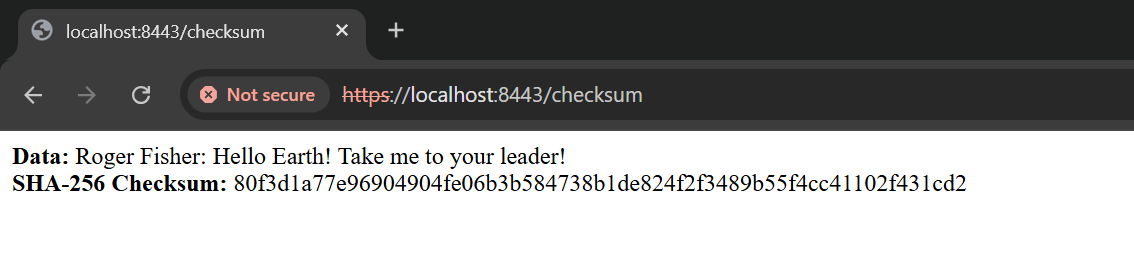 localhost:8443/checksum
Not secure https://localhost:8443/checksum
Data: Roger Fisher: Hello Earth! Take me to your leader!
SHA-256 Checksum: 80f3d1a77e96904904fe06b3b584738b1de824f2f3489b55f4cc41102f431cd2